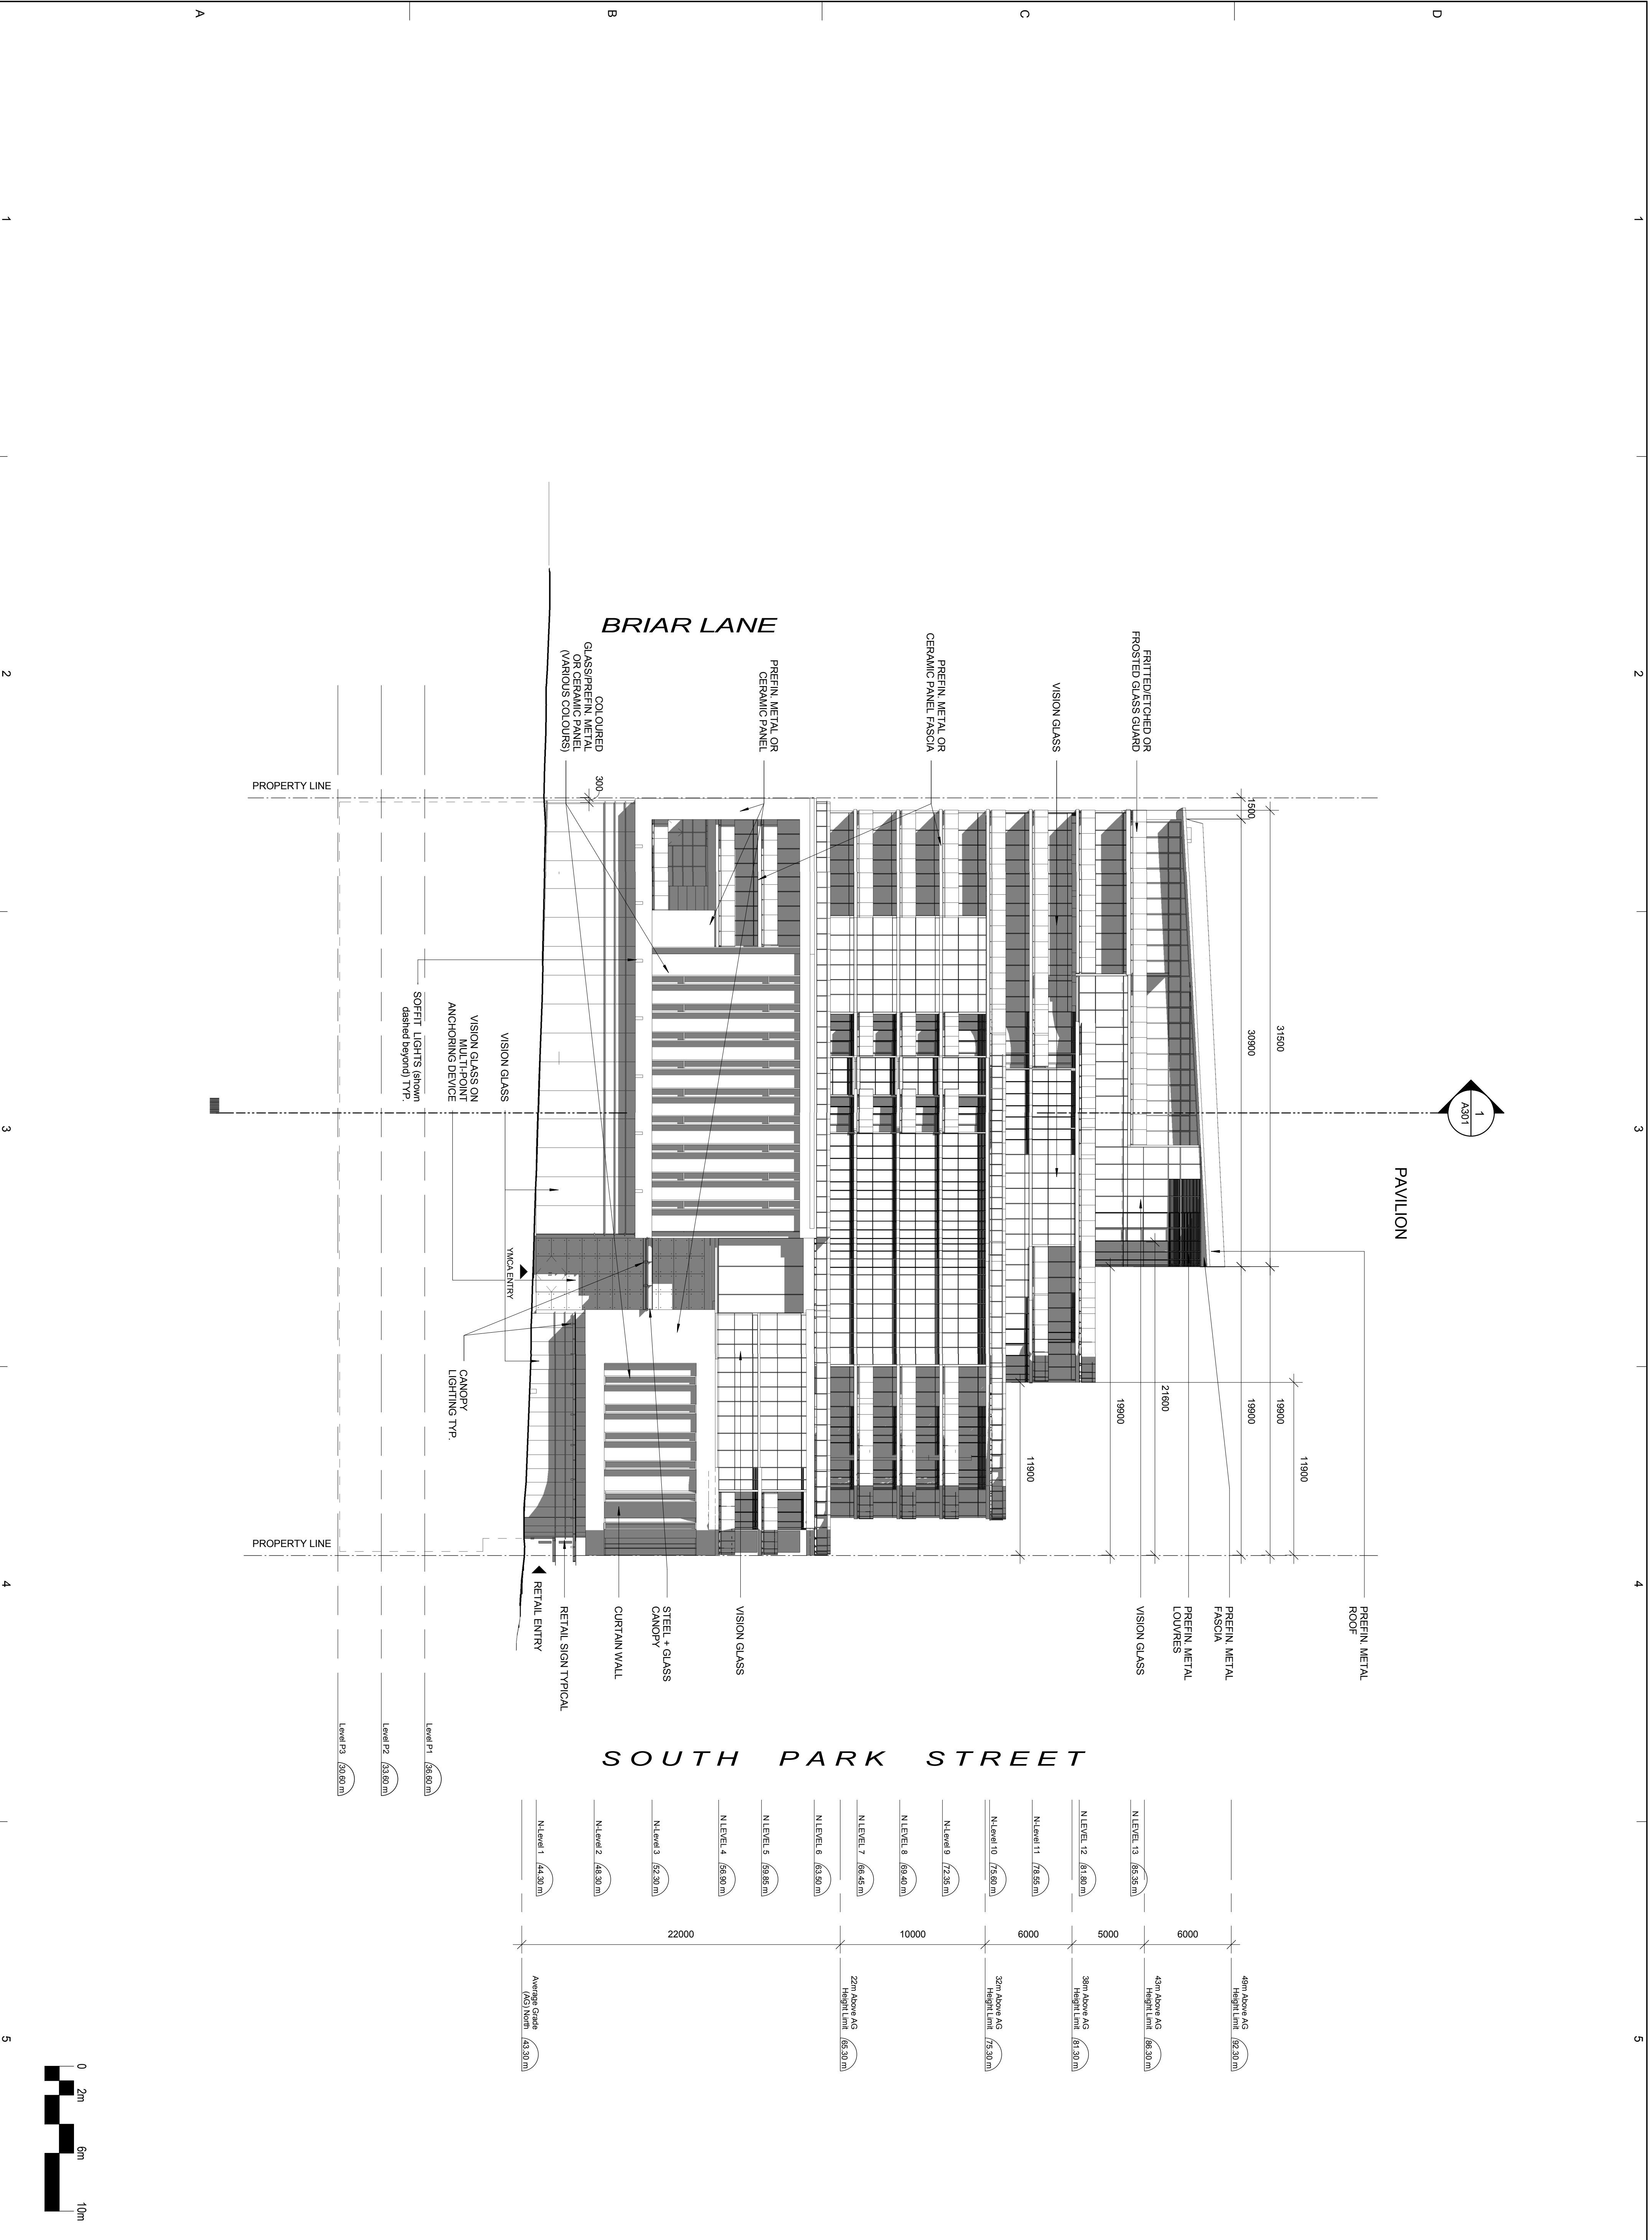 A
B
C
D
1
1
2
2
3
3
4
4
5
5
PAVILION
1
A301
BRIAR LANE
SOUTH PARK STREET
FRITTED/ETCHED OR
FROSTED GLASS GUARD
VISION GLASS
PREFIN. METAL OR
CERAMIC PANEL FASCIA
PREFIN. METAL OR
CERAMIC PANEL
COLOURED
GLASS/PREFIN. METAL
OR CERAMIC PANEL
(VARIOUS COLOURS)
300
PROPERTY LINE
1500
31500
30900
19900
19900
11900
21600
19900
11900
PREFIN. METAL
ROOF
PREFIN. METAL
FASCIA
PREFIN. METAL
LOUVRES
VISION GLASS
VISION GLASS
STEEL + GLASS
CANOPY
CURTAIN WALL
RETAIL SIGN TYPICAL
RETAIL ENTRY
PROPERTY LINE
YMCA ENTRY
VISION GLASS
VISION GLASS ON
MULTI-POINT
ANCHORING DEVICE
SOFFIT LIGHTS (shown
dashed beyond) TYP.
CANOPY
LIGHTING TYP.
N LEVEL 13 85.35 m
N LEVEL 12 81.80 m
N-Level 11 78.55 m
N-Level 10 75.60 m
N-Level 9 72.35 m
N LEVEL 8 69.40 m
N LEVEL 7 66.45 m
N LEVEL 6 63.50 m
N LEVEL 5 59.85 m
N LEVEL 4 56.90 m
N-Level 3 52.30 m
N-Level 2 48.30 m
N-Level 1 44.30 m
Level P1 36.60 m
Level P2 33.60 m
Level P3 30.60 m
6000
5000
6000
10000
22000
49m Above AG
Height Limit 92.30 m
43m Above AG
Height Limit 86.30 m
38m Above AG
Height Limit 81.30 m
32m Above AG
Height Limit 75.30 m
22m Above AG
Height Limit 65.30 m
Average Grade
(AG) North 43.30 m
0 2m 6m 10m